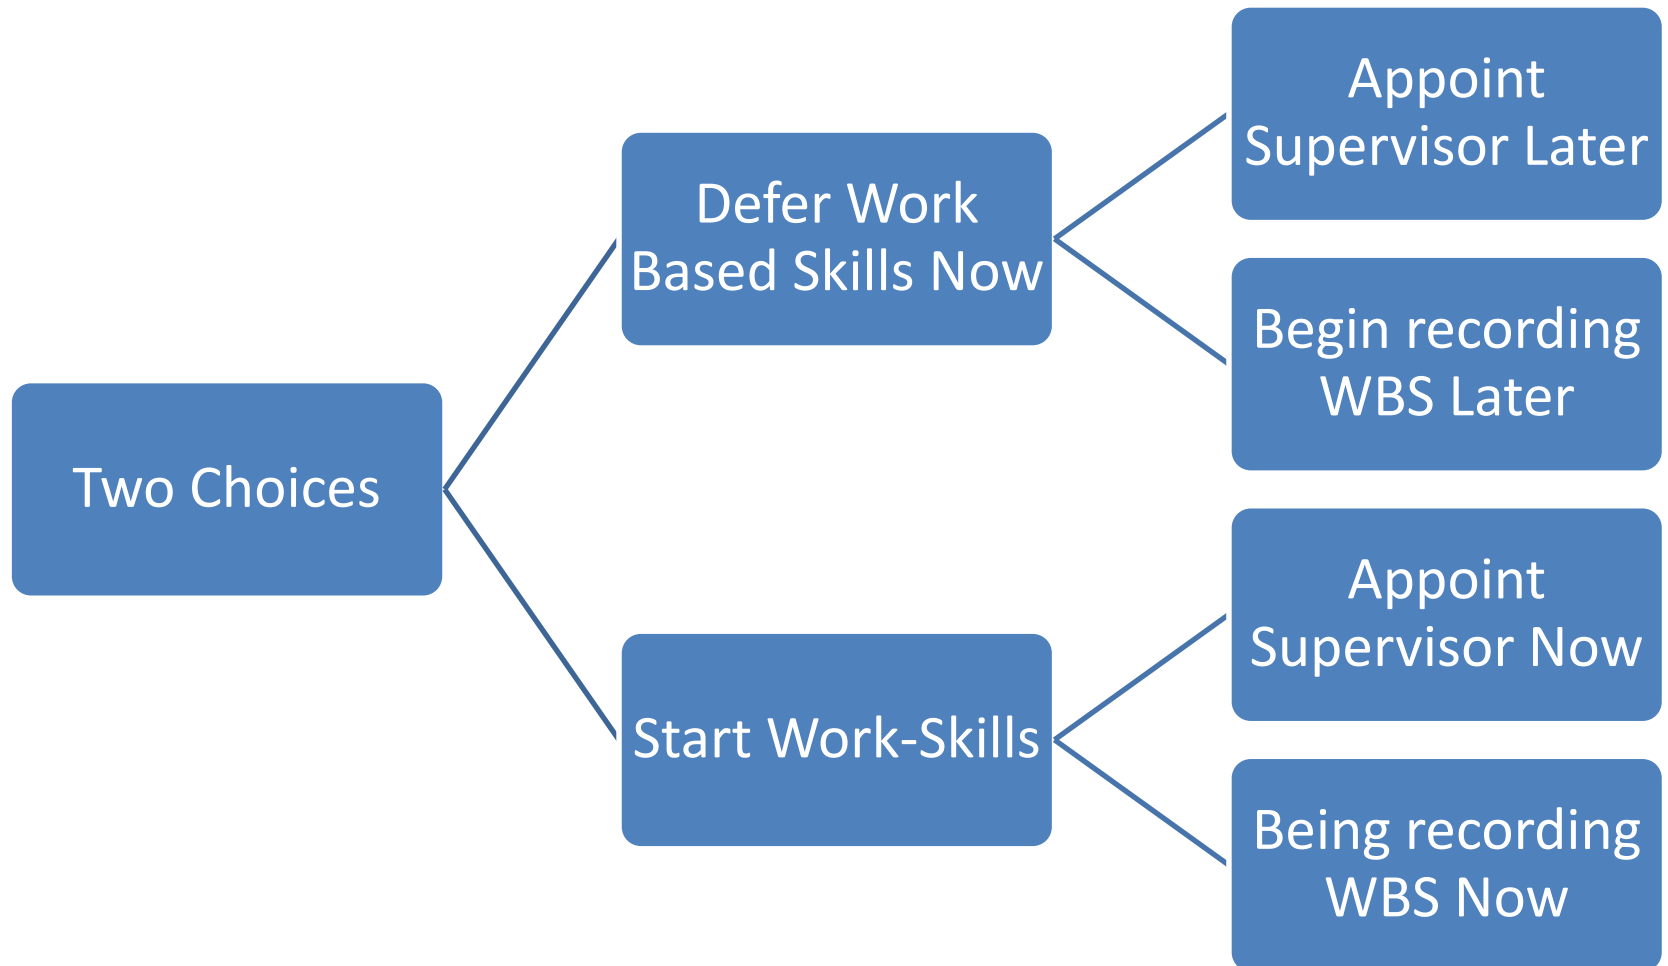 Two Choices
Defer Work
Based Skills Now
Appoint
Supervisor Later
Begin recording
WBS Later
Start Work-Skills
Appoint
Supervisor Now
Being recording
WBS Now